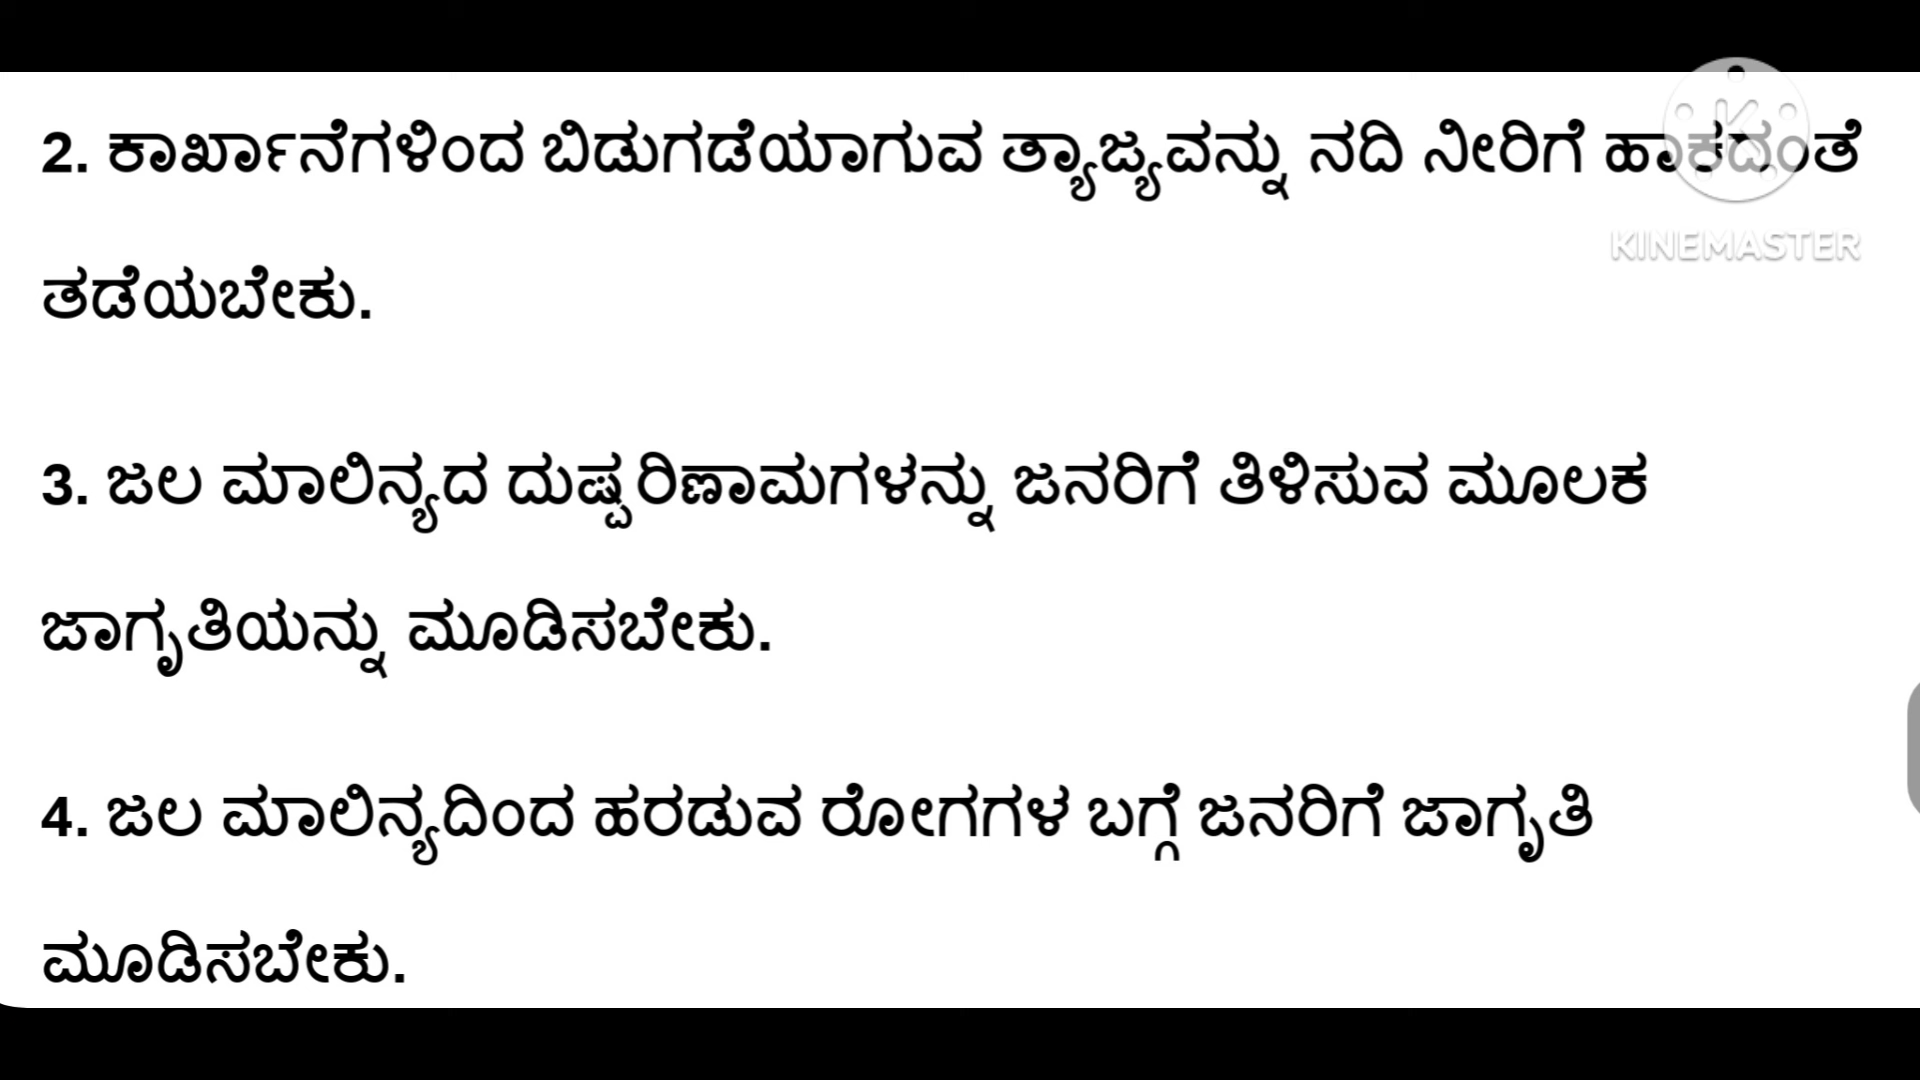 2. ಕಾರ್ಖಾನೆಗಳಿಂದ ಬಿಡುಗಡೆಯಾಗುವ ತ್ಯಾಜ್ಯವನ್ನು ನದಿ ನೀರಿಗೆ ಹಾಕದಂತೆ
KINEMASTER
ತಡೆಯಬೇಕು.
3. ಜಲ ಮಾಲಿನ್ಯದ ದುಷ್ಪರಿಣಾಮಗಳನ್ನು ಜನರಿಗೆ ತಿಳಿಸುವ ಮೂಲಕ
ಜಾಗೃತಿಯನ್ನು ಮೂಡಿಸಬೇಕು.
4. ಜಲ ಮಾಲಿನ್ಯದಿಂದ ಹರಡುವ ರೋಗಗಳ ಬಗ್ಗೆ ಜನರಿಗೆ ಜಾಗೃತಿ
ಮೂಡಿಸಬೇಕು.